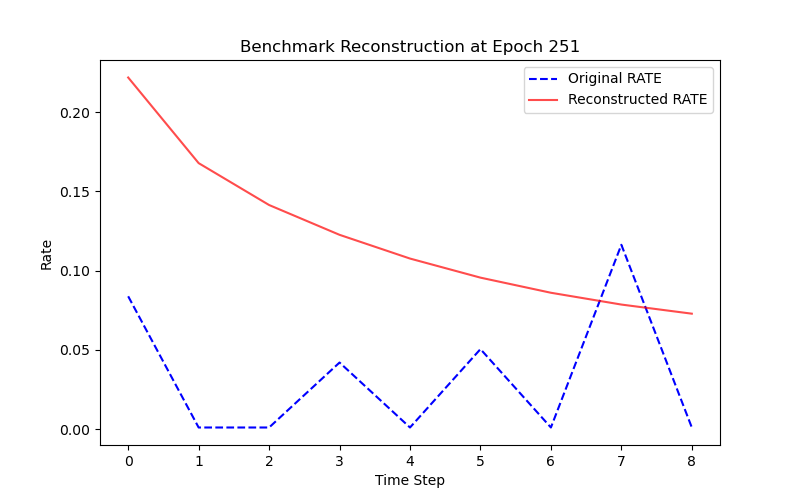 Benchmark Reconstruction at Epoch 251
Original RATE
Reconstructed RATE
0.20
0.15
0.10
0.05
0.00
Rate
0 1 2 3 4 5 6 7 8
Time Step